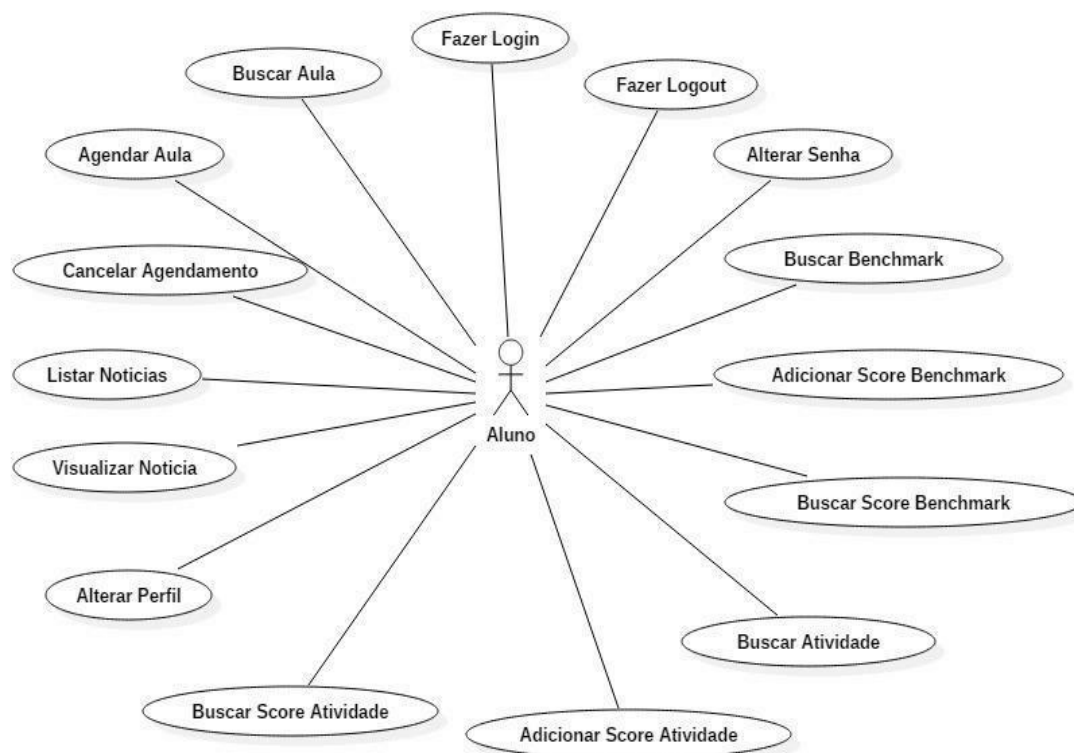 Fazer Login
Buscar Aula
Fazer Logout
Agendar Aula
Alterar Senha
Cancelar Agendamento
Buscar Benchmark
Listar Noticias
Adicionar Score Benchmark
Aluno
Visualizar Noticia
Buscar Score Benchmark
Alterar Perfil
Buscar Atividade
Buscar Score Atividade
Adicionar Score Atividade